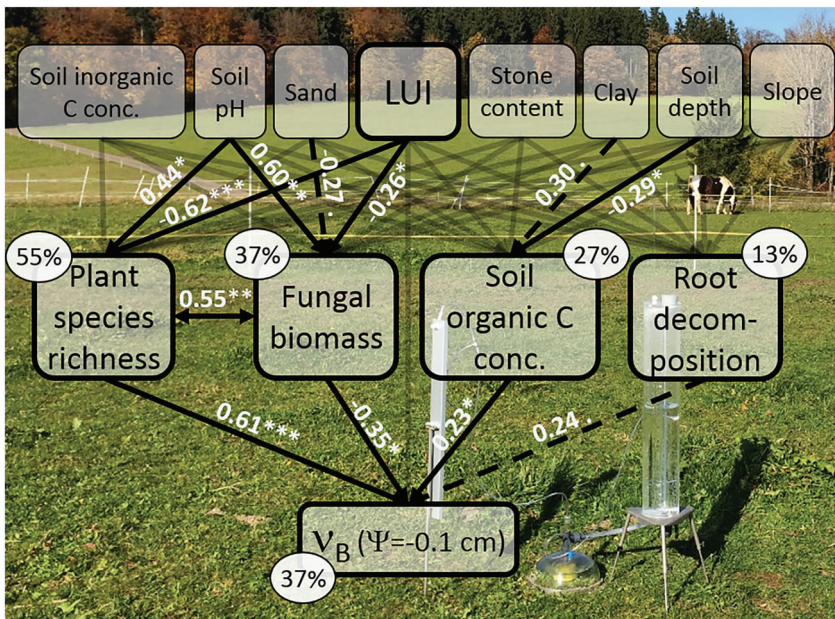 Soil inorganic
C conc.
Soil
pH
Sand
LUI
Stone
content
Clay
Soil
depth
Slope
0.44*
-0.62***
0.60**
-0.27 .
-0.26*
0.30 .
-0.29*
55%
Plant
species
richness
0.55**
37%
Fungal
biomass
27%
Soil
organic C
conc.
13%
Root
decom-
position
0.61***
-0.35*
0.23*
0.24 .
νB (Ψ=-0.1 cm)
37%